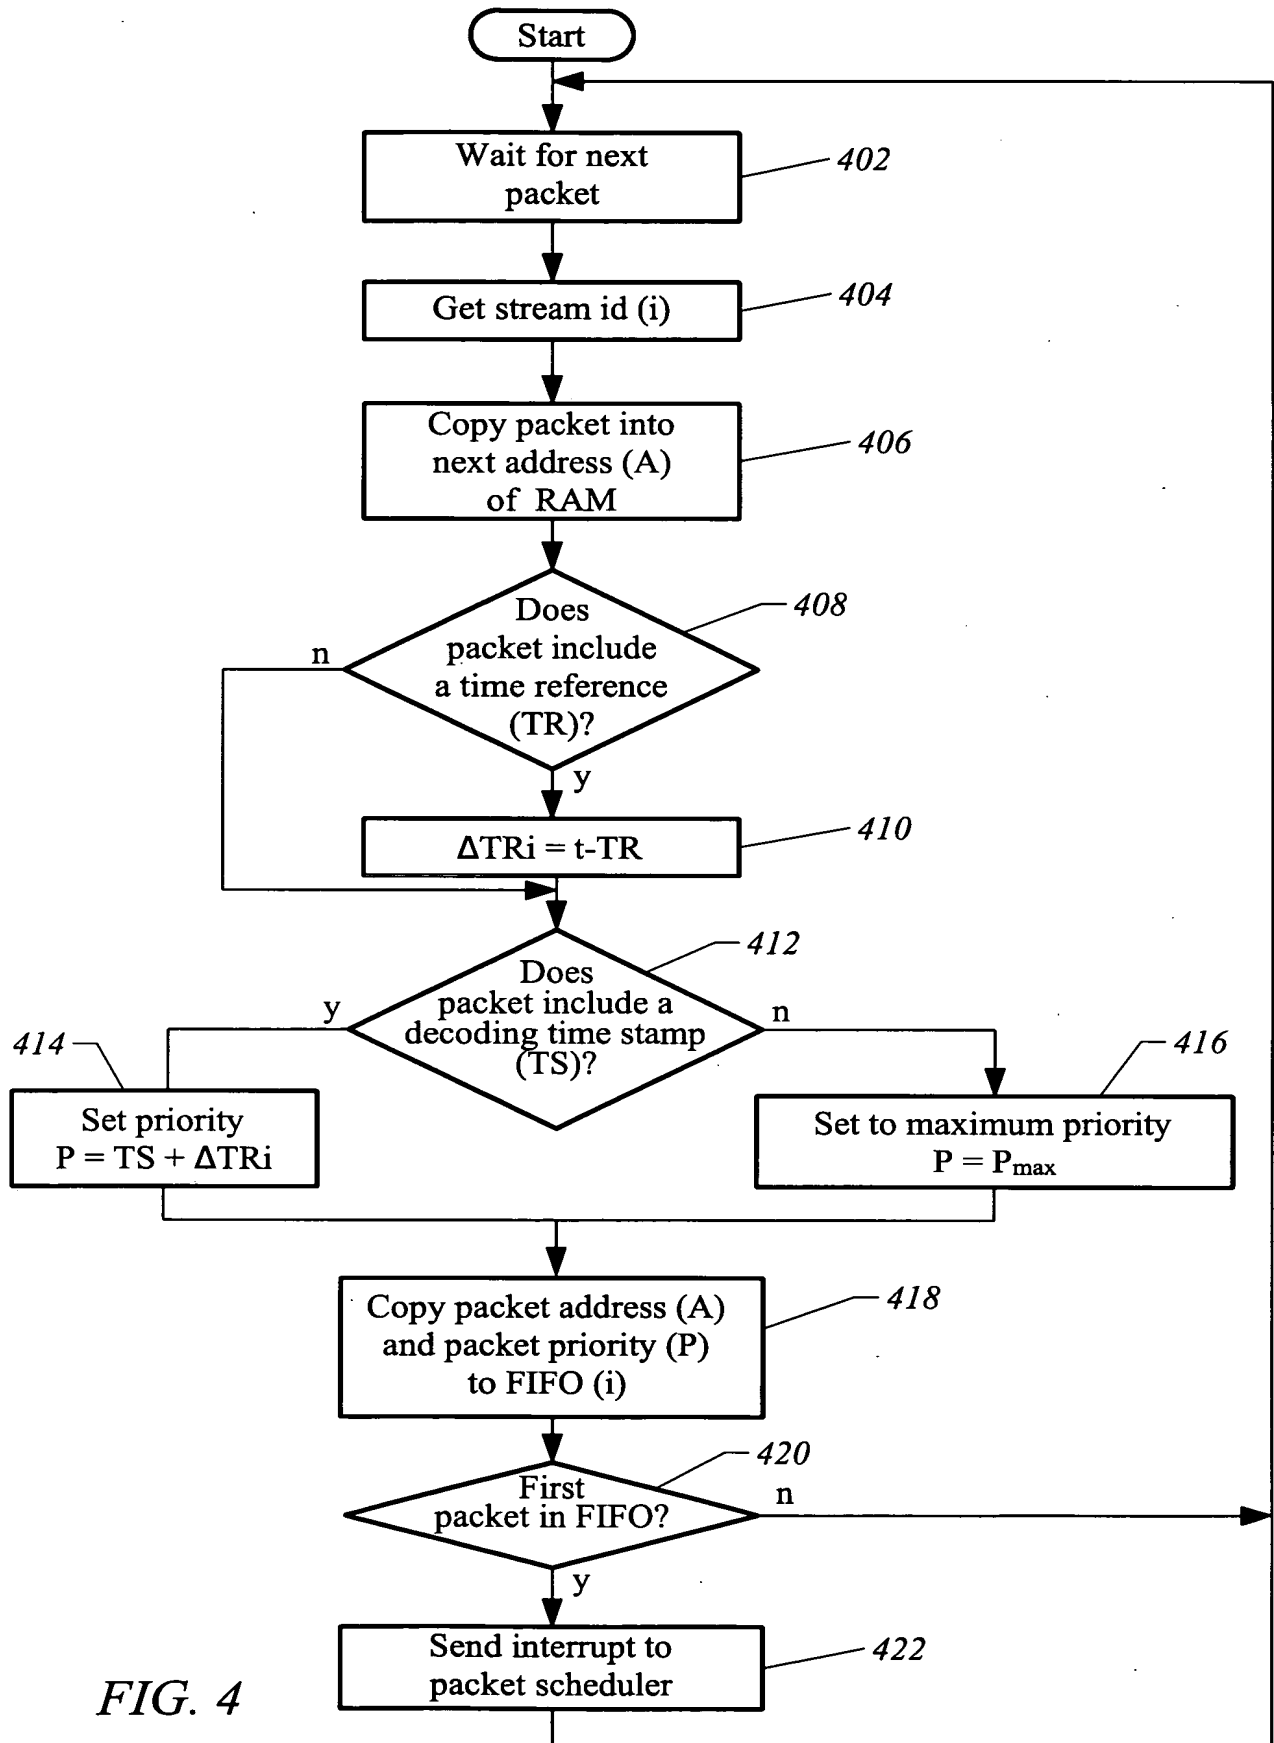 Start
Wait for next
packet
402
Get stream id (i)
404
Copy packet into
next address (A)
of RAM
406
Does
packet include
a time reference
(TR)?
408
n
y
ΔTRi = t-TR
410
Does
packet include a
decoding time stamp
(TS)?
412
y
n
414
Set priority
P = TS + ΔTRi
416
Set to maximum priority
P = Pmax
Copy packet address (A)
and packet priority (P)
to FIFO (i)
418
First
packet in FIFO?
420
n
y
Send interrupt to
packet scheduler
422
FIG. 4